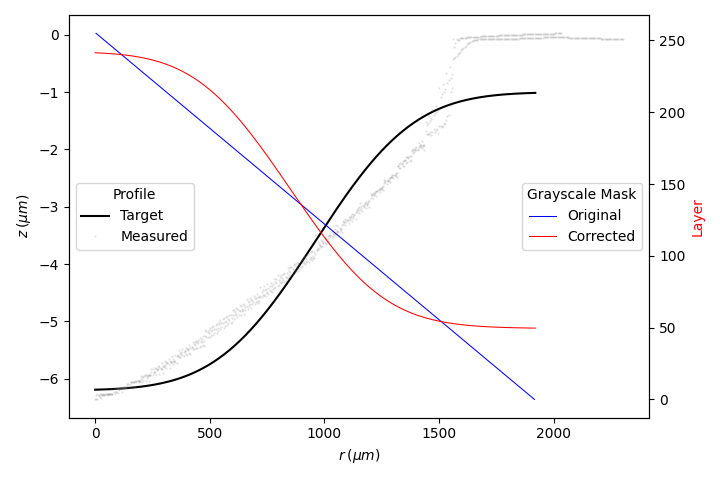 0
−1
−2
−3
−4
−5
−6
z (μm)
Profile
Target
Measured
Grayscale Mask
Original
Corrected
250
200
150
100
50
0
Layer
0
500
1000
1500
2000
r (μm)